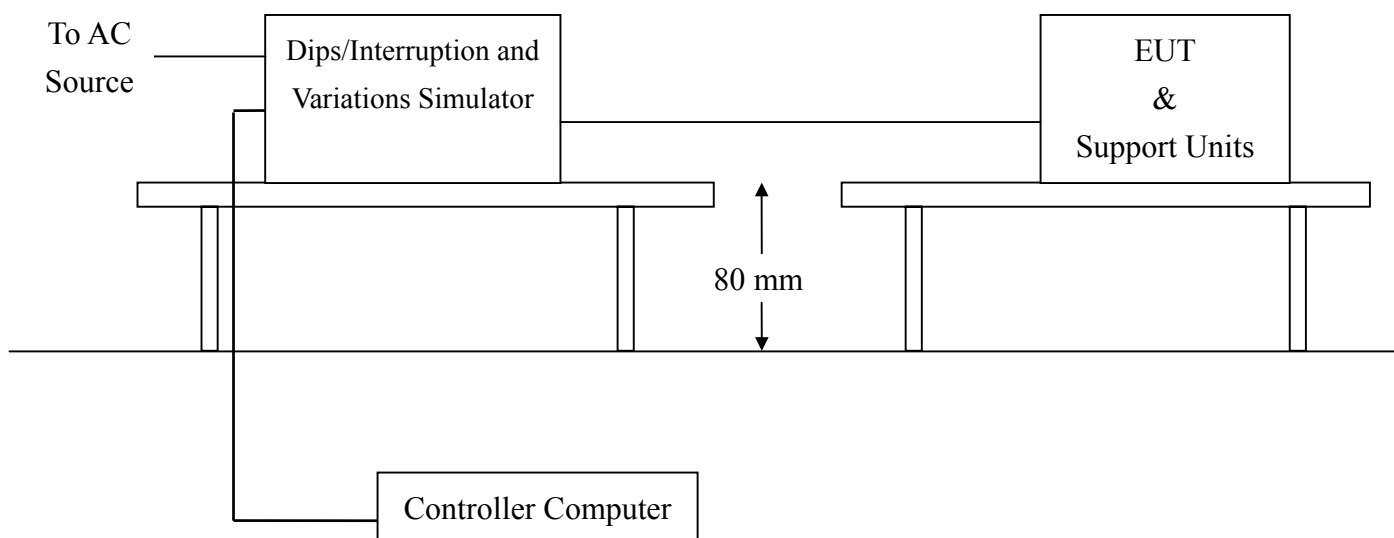 To AC
Source
Dips/Interruption and
Variations Simulator
EUT
&
Support Units
80 mm
Controller Computer